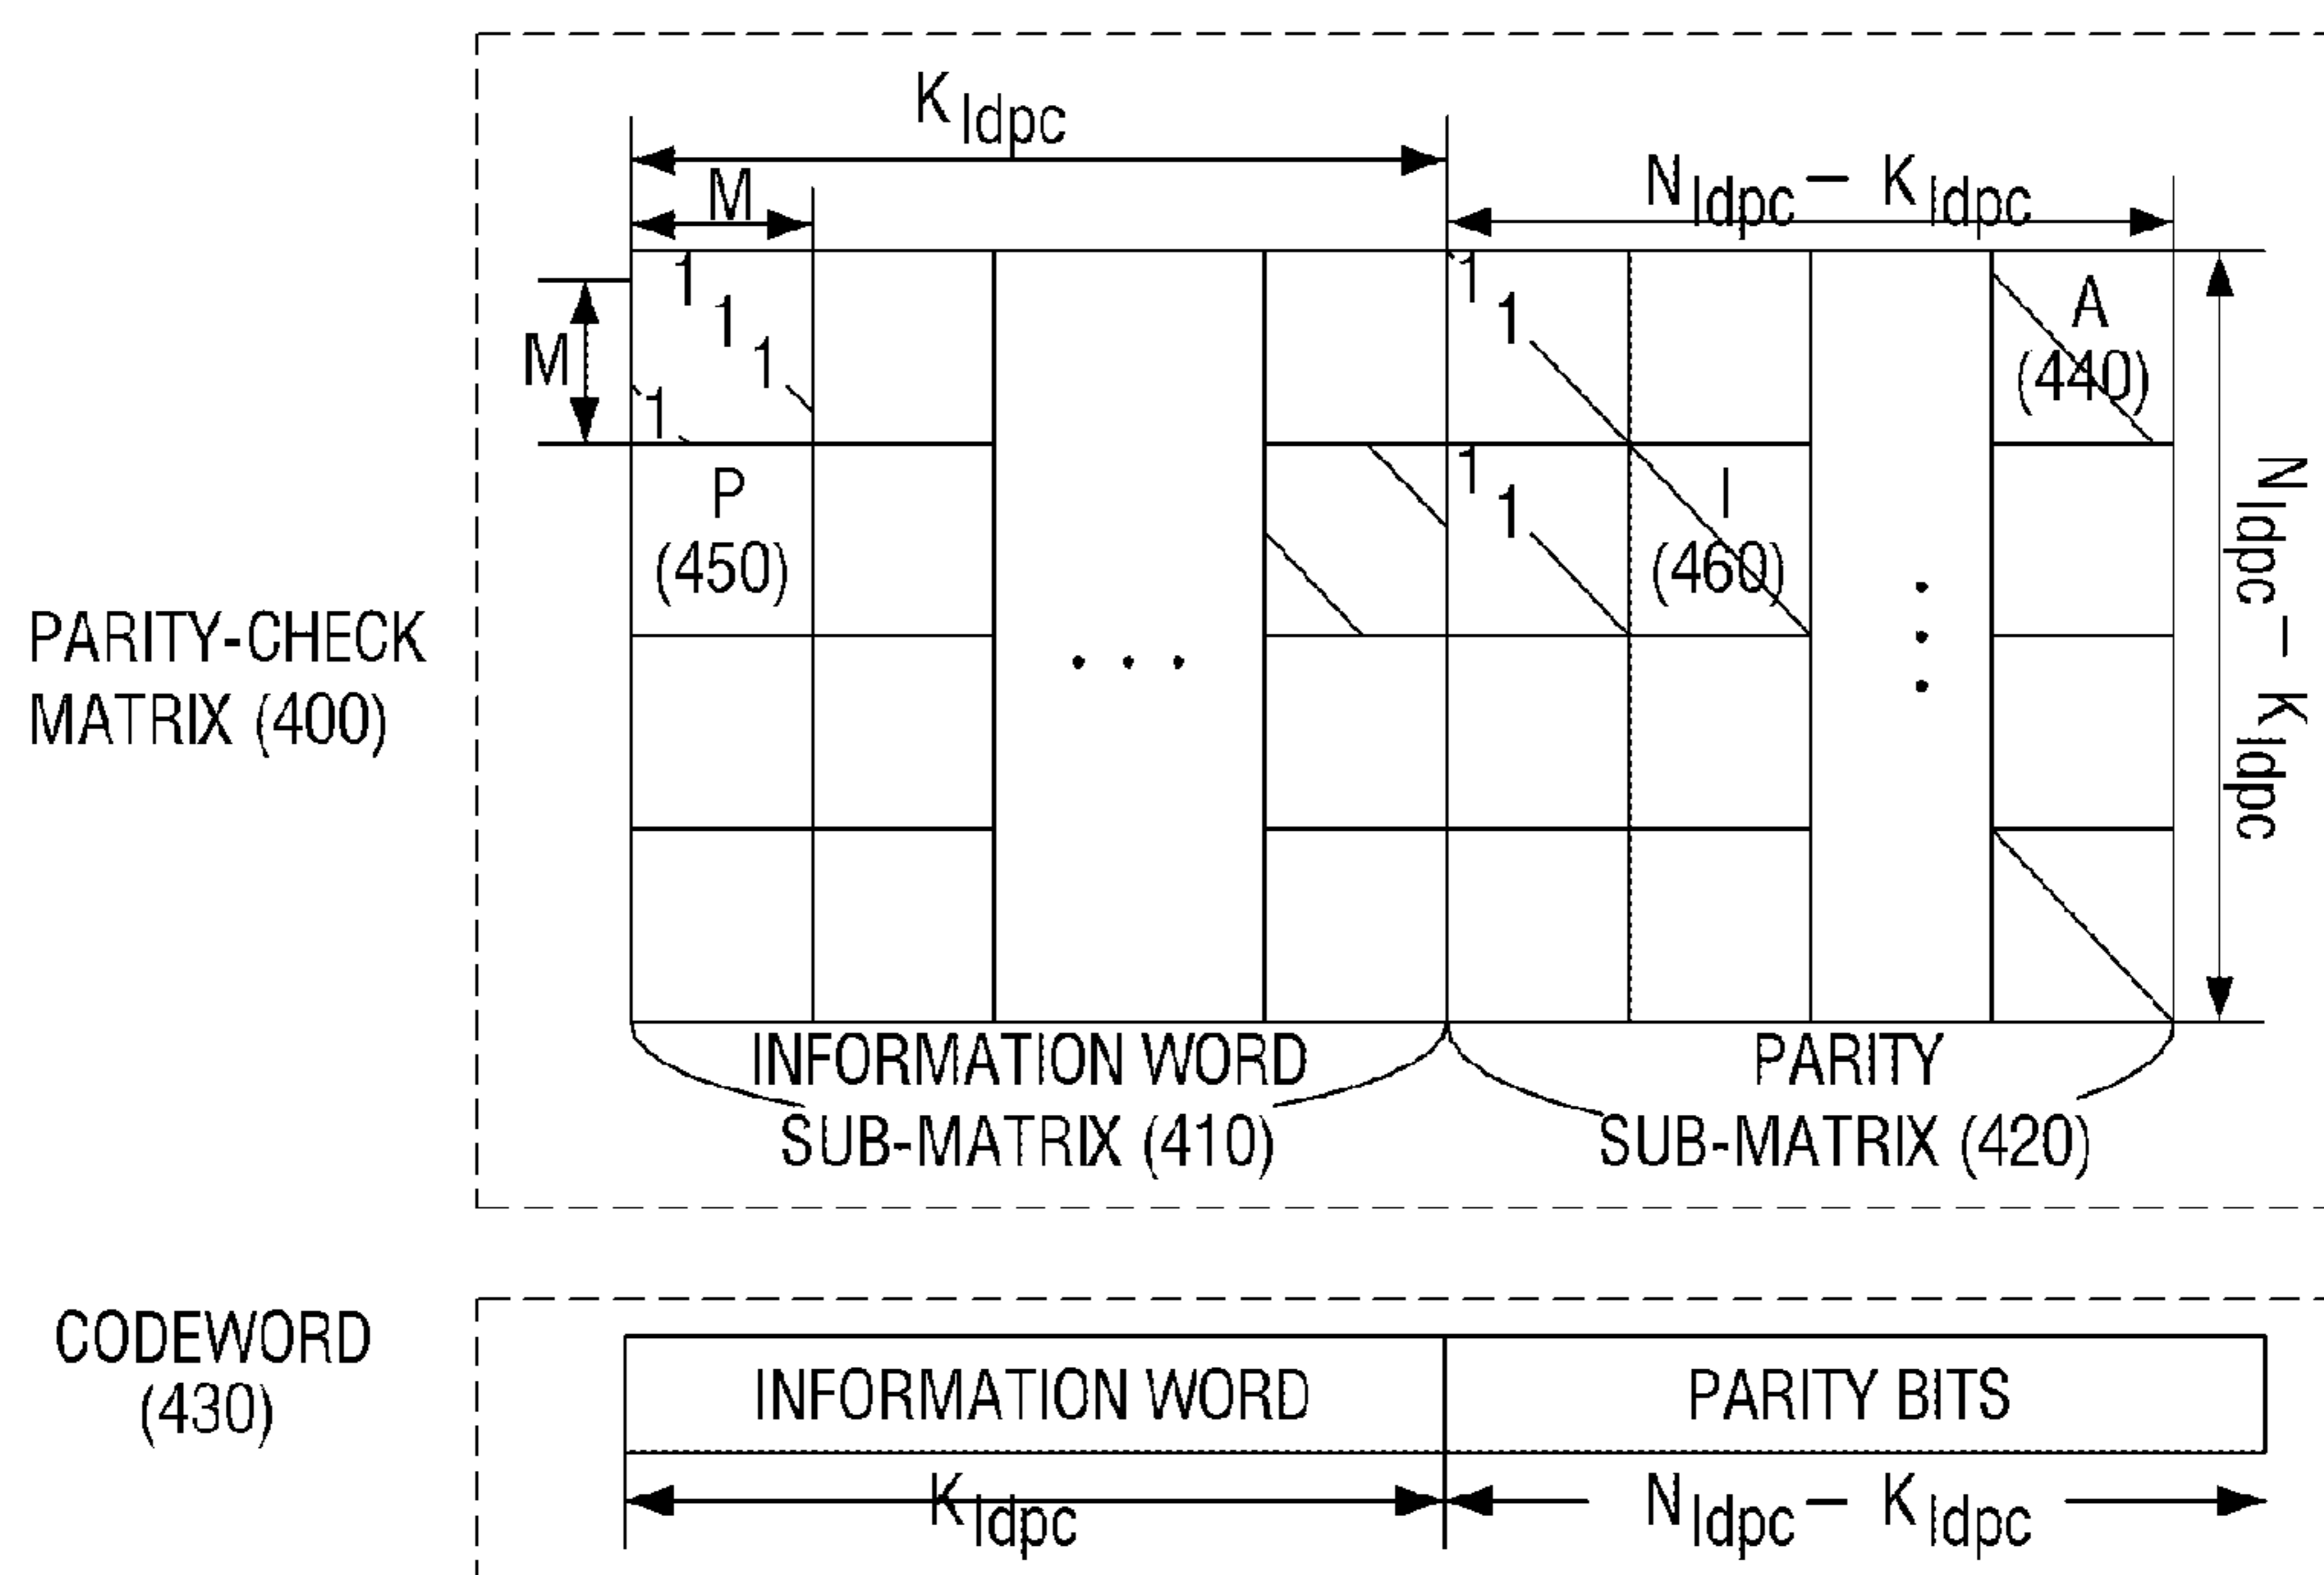 K ldpc
M
N ldpc – K ldpc
1
1
1
1
M
1
1
A
(440)
P
(450)
1
1
I
(460)
N ldpc – K ldpc
PARITY-CHECK
MATRIX (400)
. . .
INFORMATION WORD
SUB-MATRIX (410)
PARITY
SUB-MATRIX (420)
CODEWORD
(430)
INFORMATION WORD
PARITY BITS
K ldpc
N ldpc – K ldpc